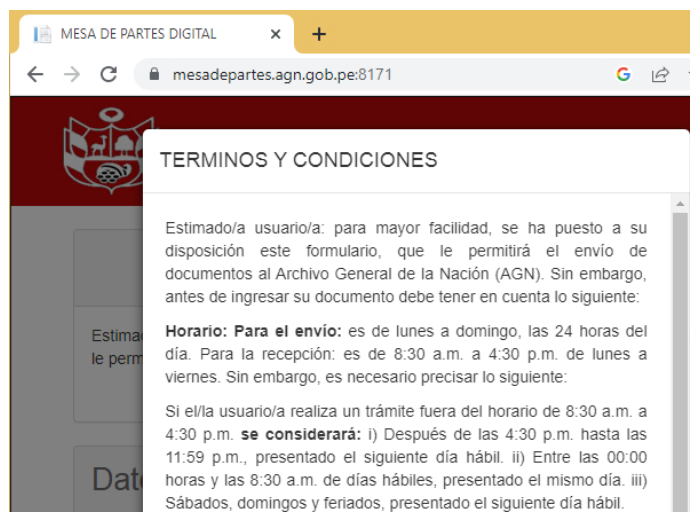 MESA DE PARTES DIGITAL
mesadepartes.agn.gob.pe:8171
TERMINOS Y CONDICIONES
Estimado/a usuario/a: para mayor facilidad, se ha puesto a su
disposición este formulario, que le permitirá el envío de
documentos al Archivo General de la Nación (AGN). Sin embargo,
antes de ingresar su documento debe tener en cuenta lo siguiente:
Horario: Para el envío: es de lunes a domingo, las 24 horas del
día. Para la recepción: es de 8:30 a.m. a 4:30 p.m. de lunes a
viernes. Sin embargo, es necesario precisar lo siguiente:
Si el/la usuario/a realiza un trámite fuera del horario de 8:30 a.m. a
4:30 p.m. se considerará: i) Después de las 4:30 p.m. hasta las
11:59 p.m., presentado el siguiente día hábil. ii) Entre las 00:00
horas y las 8:30 a.m. de días hábiles, presentado el mismo día. iii)
Sábados, domingos y feriados, presentado el siguiente día hábil.
Estima
le perm
Dat